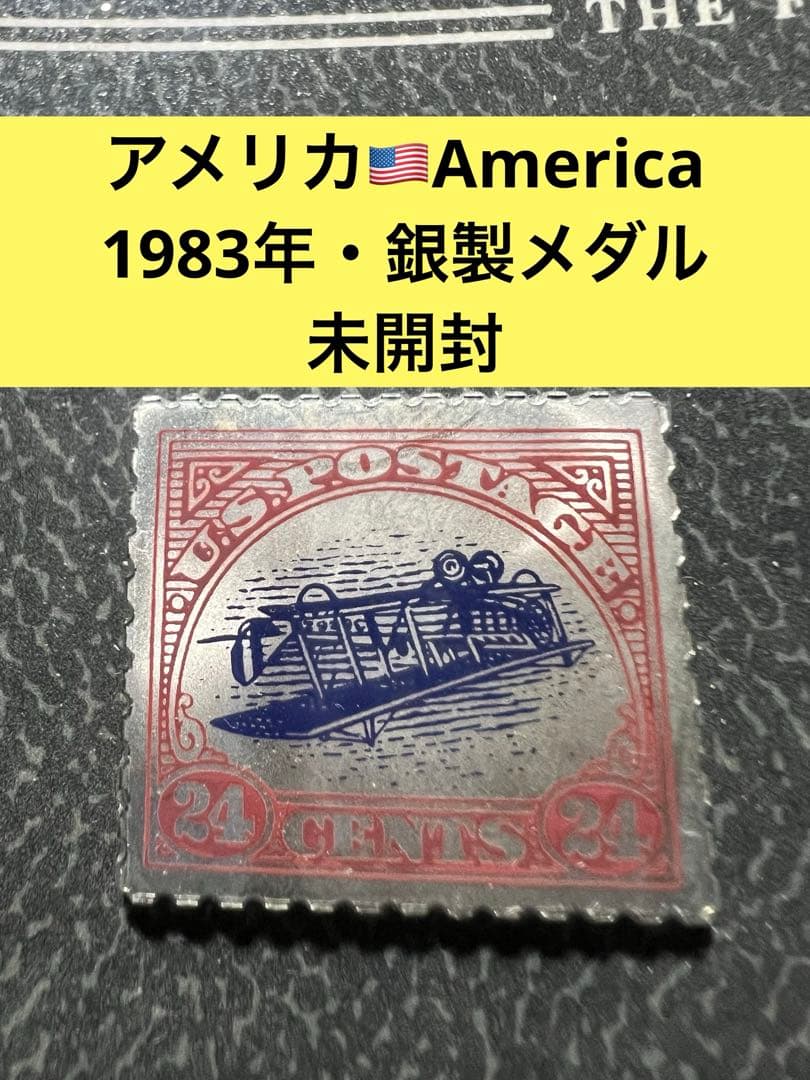 THE F
アメリカ🇺🇸America
1983年・銀製メダル
未開封
U.S. POSTAGE
24 CENTS 24